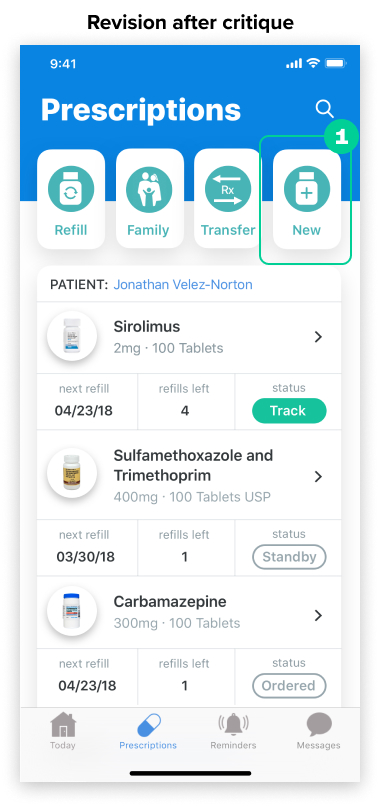 Revision after critique
9:41
Prescriptions
1
Rx
Refill
Family
Transfer
New
PATIENT: Jonathan Velez-Norton
Sirolimus
2mg · 100 Tablets
next refill
refills left
status
04/23/18
4
Track
Sulfamethoxazole and
Trimethoprim
400mg · 100 Tablets USP
next refill
refills left
status
03/30/18
1
Standby
Carbamazepine
300mg · 100 Tablets
next refill
refills left
status
04/23/18
1
Ordered
Today
Prescriptions
Reminders
Messages